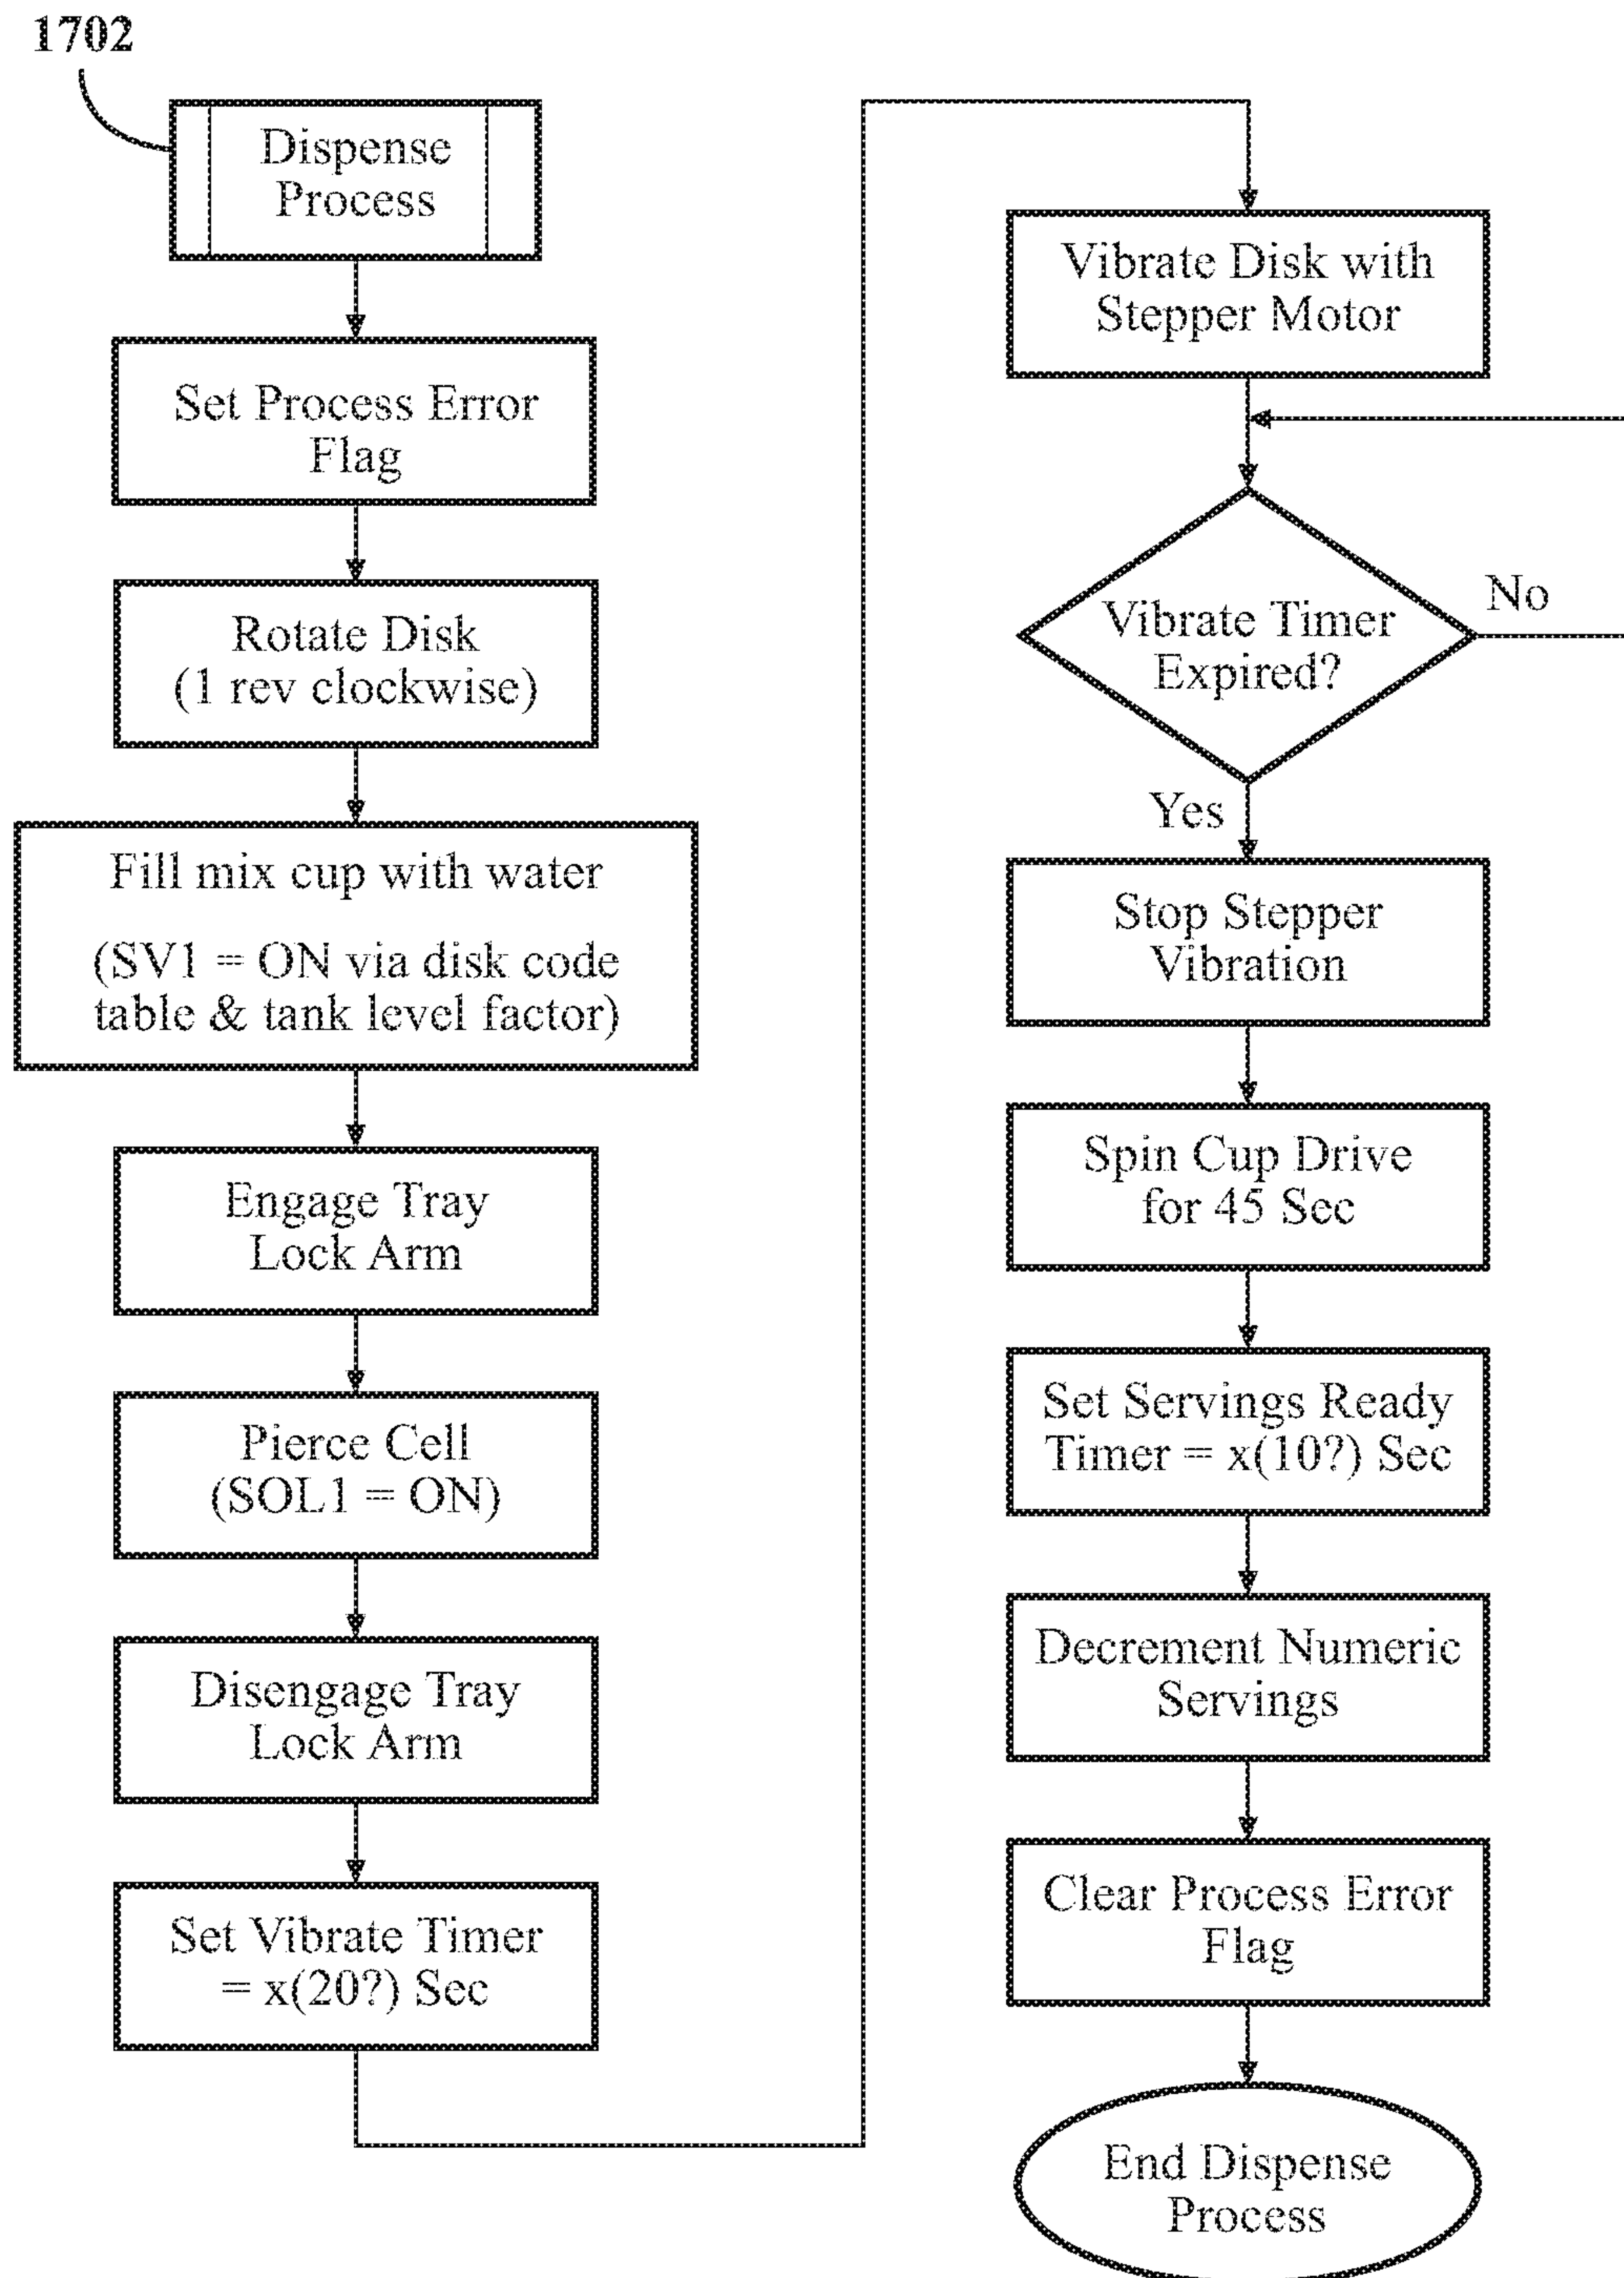 1702
Dispense
Process
Set Process Error
Flag
Rotate Disk
(1 rev clockwise)
Fill mix cup with water
(SV1 = ON via disk code
table & tank level factor)
Engage Tray
Lock Arm
Pierce Cell
(SOL1 = ON)
Disengage Tray
Lock Arm
Set Vibrate Timer
= x(20?) Sec
Vibrate Disk with
Stepper Motor
Vibrate Timer
Expired?
No
Yes
Stop Stepper
Vibration
Spin Cup Drive
for 45 Sec
Set Servings Ready
Timer = x(10?) Sec
Decrement Numeric
Servings
Clear Process Error
Flag
End Dispense
Process